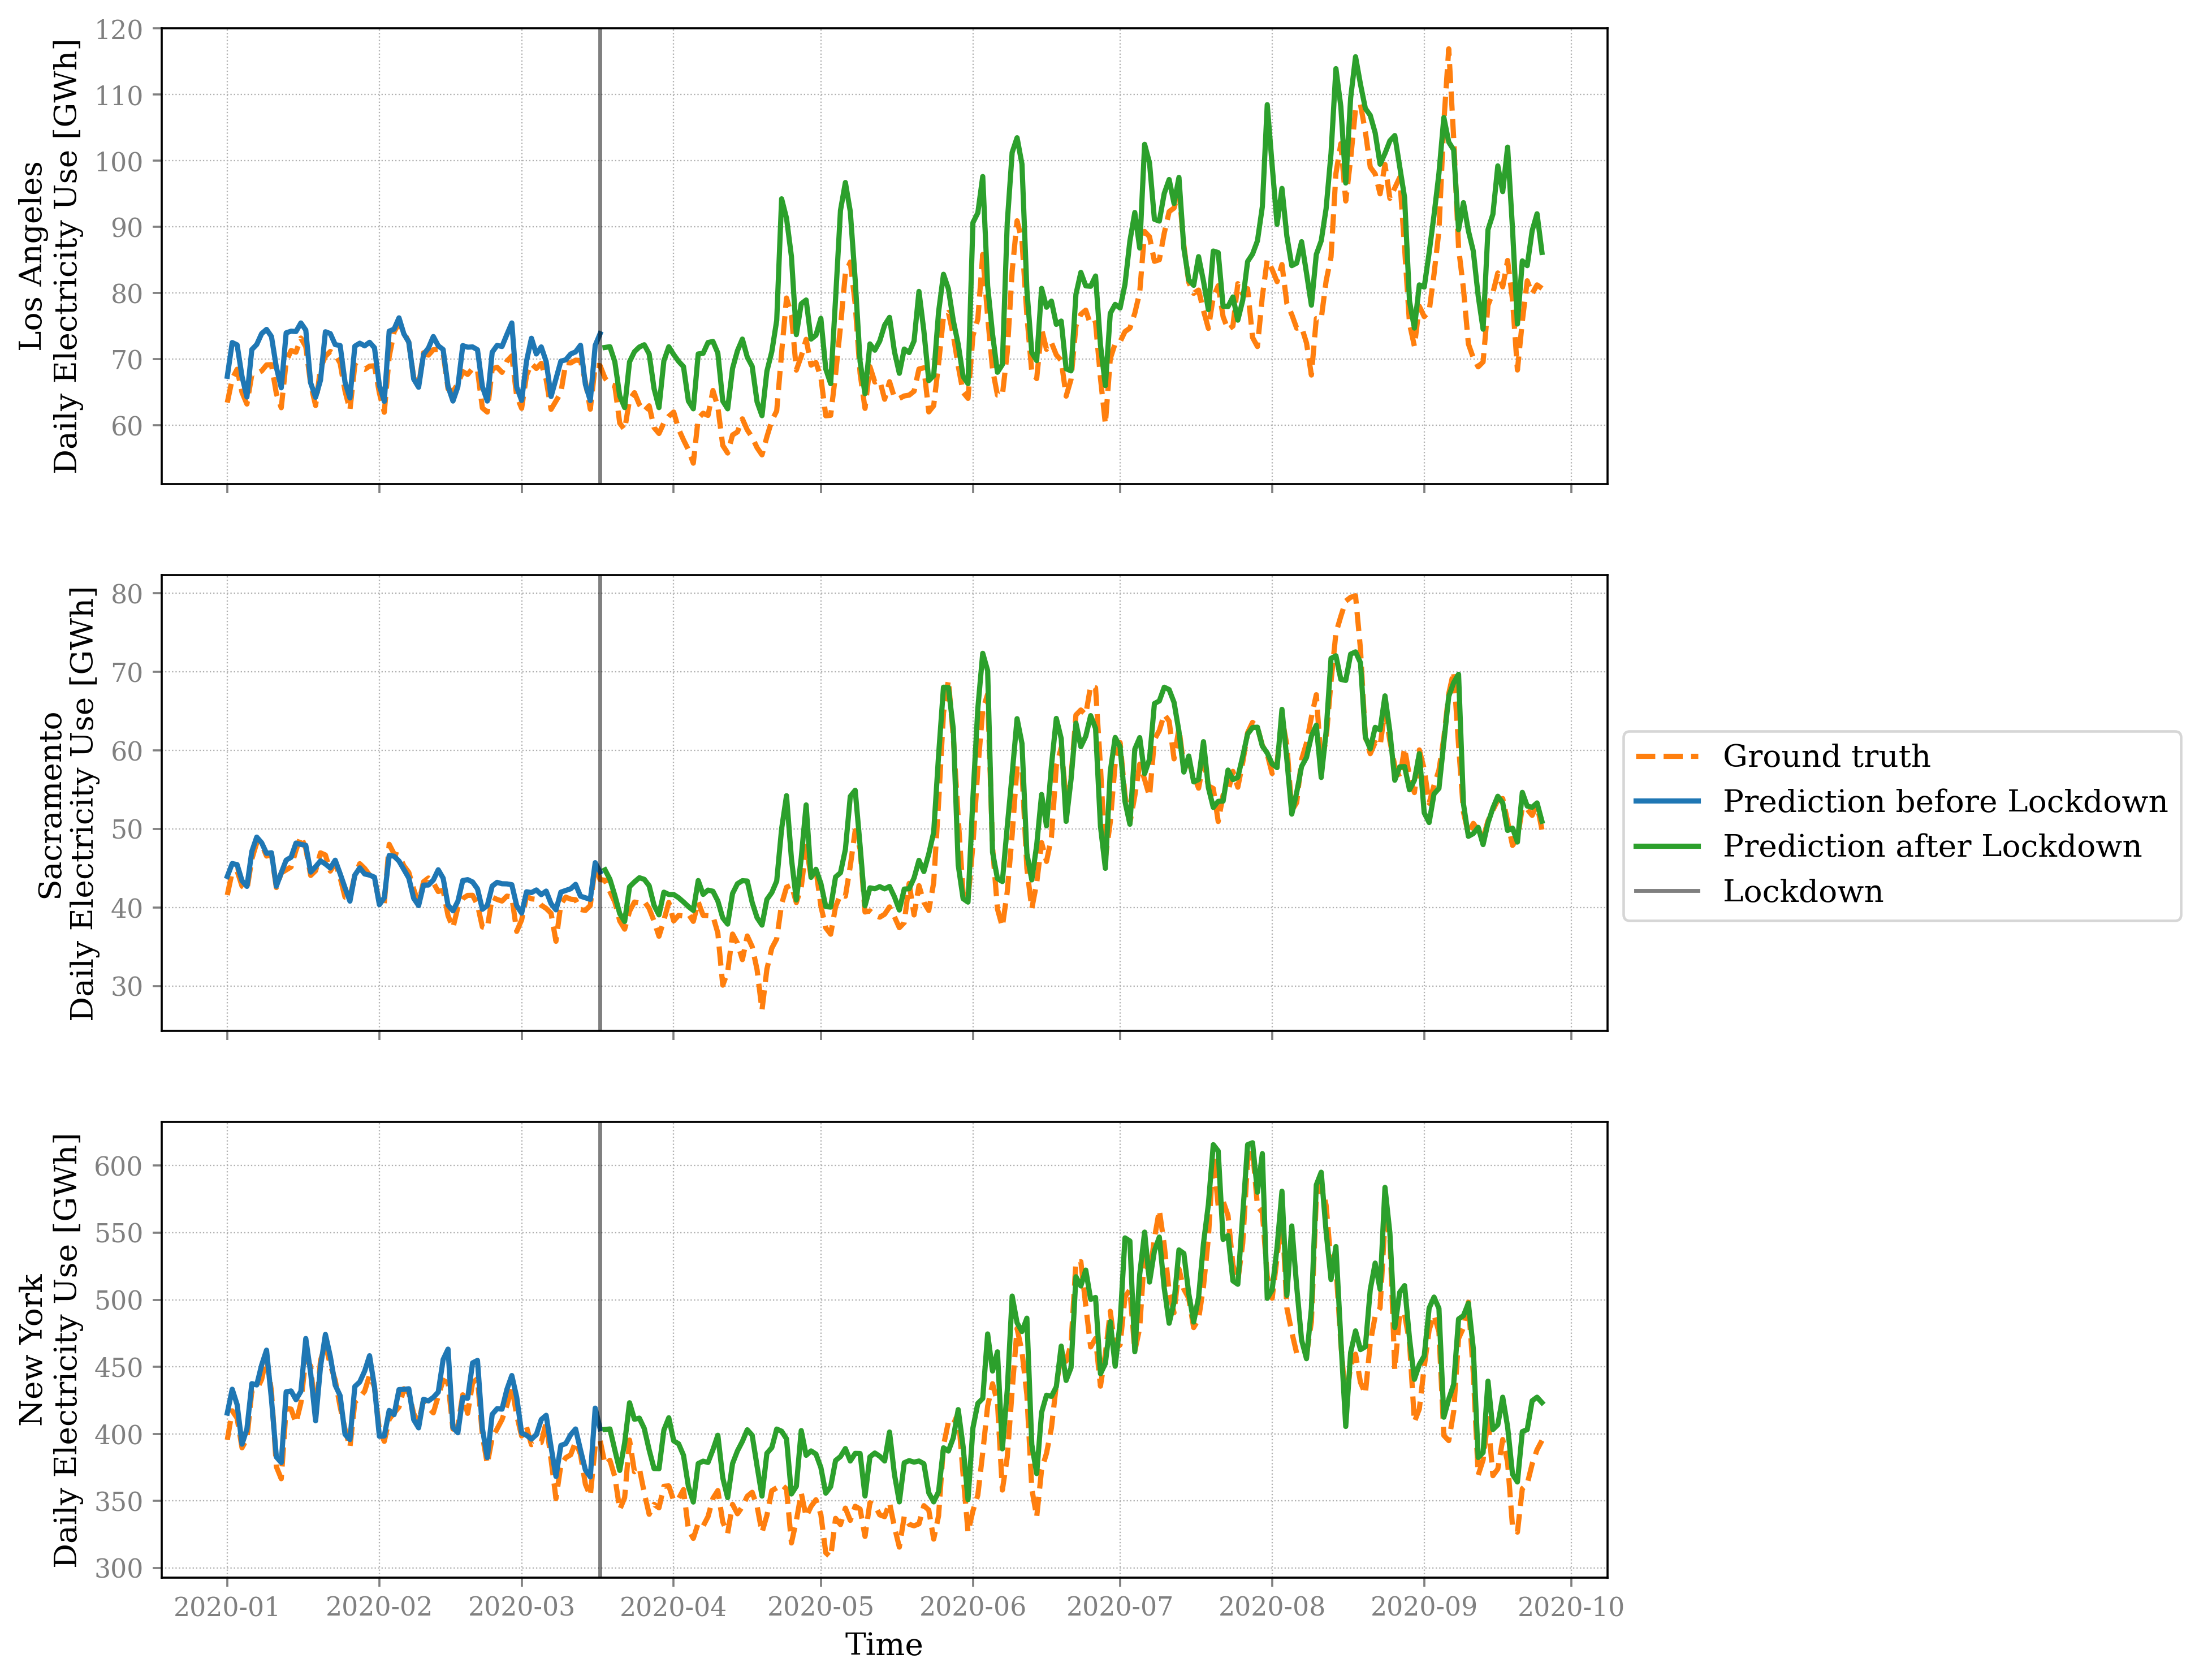 Los Angeles
Daily Electricity Use [GWh]
120
110
100
90
80
70
60
Sacramento
Daily Electricity Use [GWh]
80
70
60
50
40
30
Ground truth
Prediction before Lockdown
Prediction after Lockdown
Lockdown
New York
Daily Electricity Use [GWh]
600
550
500
450
400
350
300
2020-01 2020-02 2020-03 2020-04 2020-05 2020-06 2020-07 2020-08 2020-09 2020-10
Time